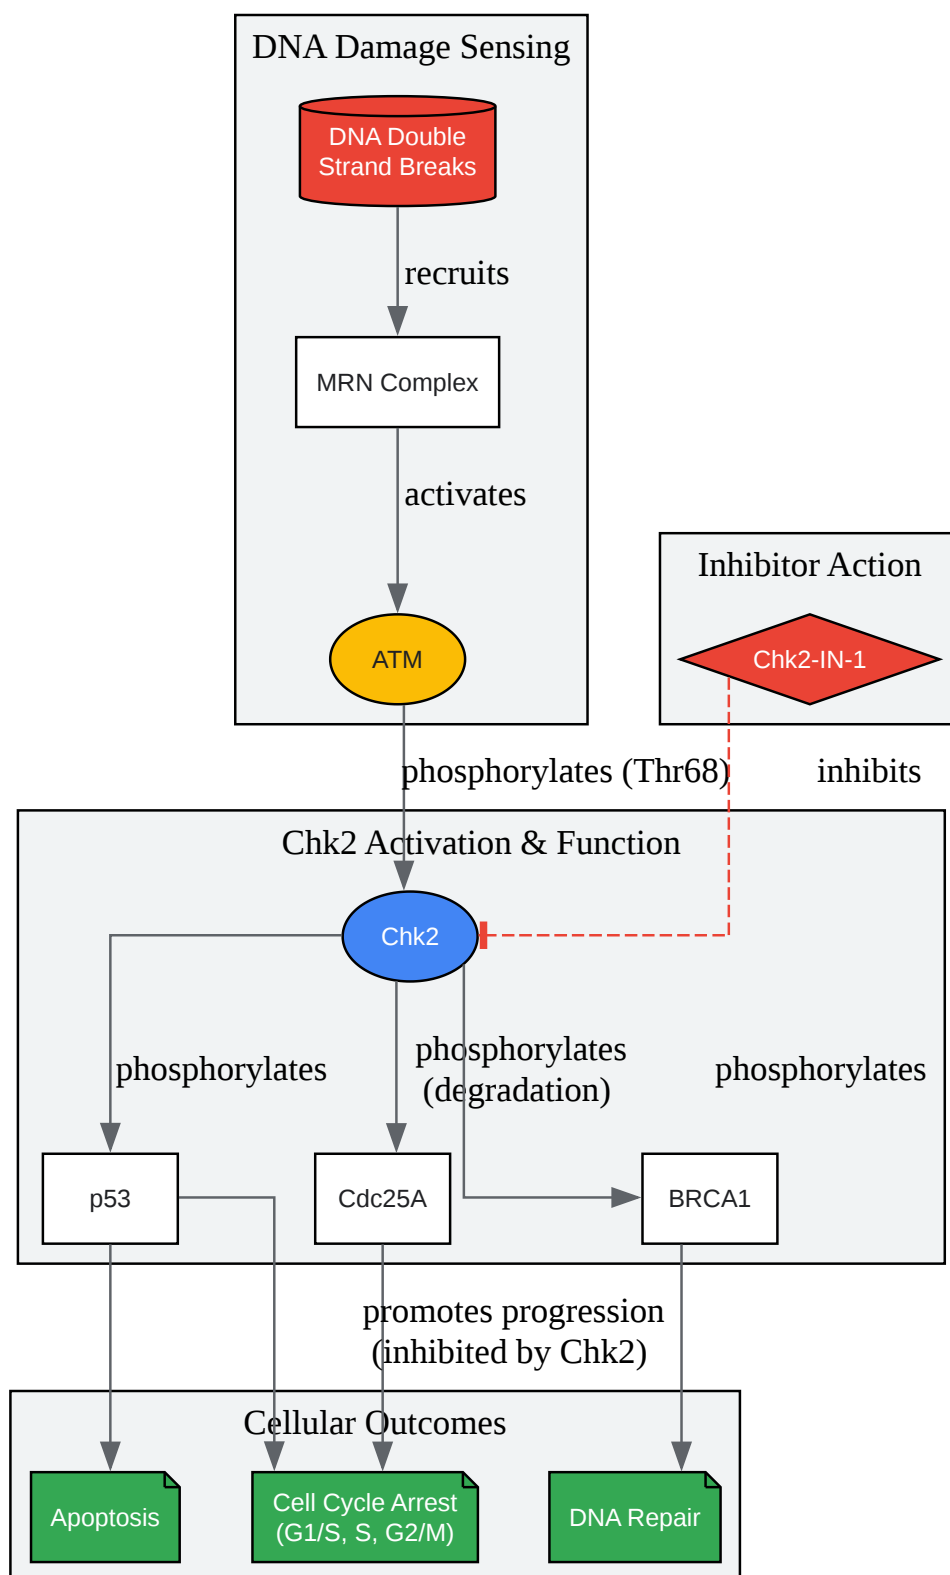 DNA Damage Sensing
DNA Double
Strand Breaks
recruits
MRN Complex
activates
Inhibitor Action
ATM
Chk2-IN-1
phosphorylates (Thr68)
inhibits
Chk2 Activation & Function
Chk2
phosphorylates
phosphorylates
(degradation)
phosphorylates
p53
Cdc25A
BRCA1
promotes progression
(inhibited by Chk2)
Cellular Outcomes
Apoptosis
Cell Cycle Arrest
(G1/S, S, G2/M)
DNA Repair